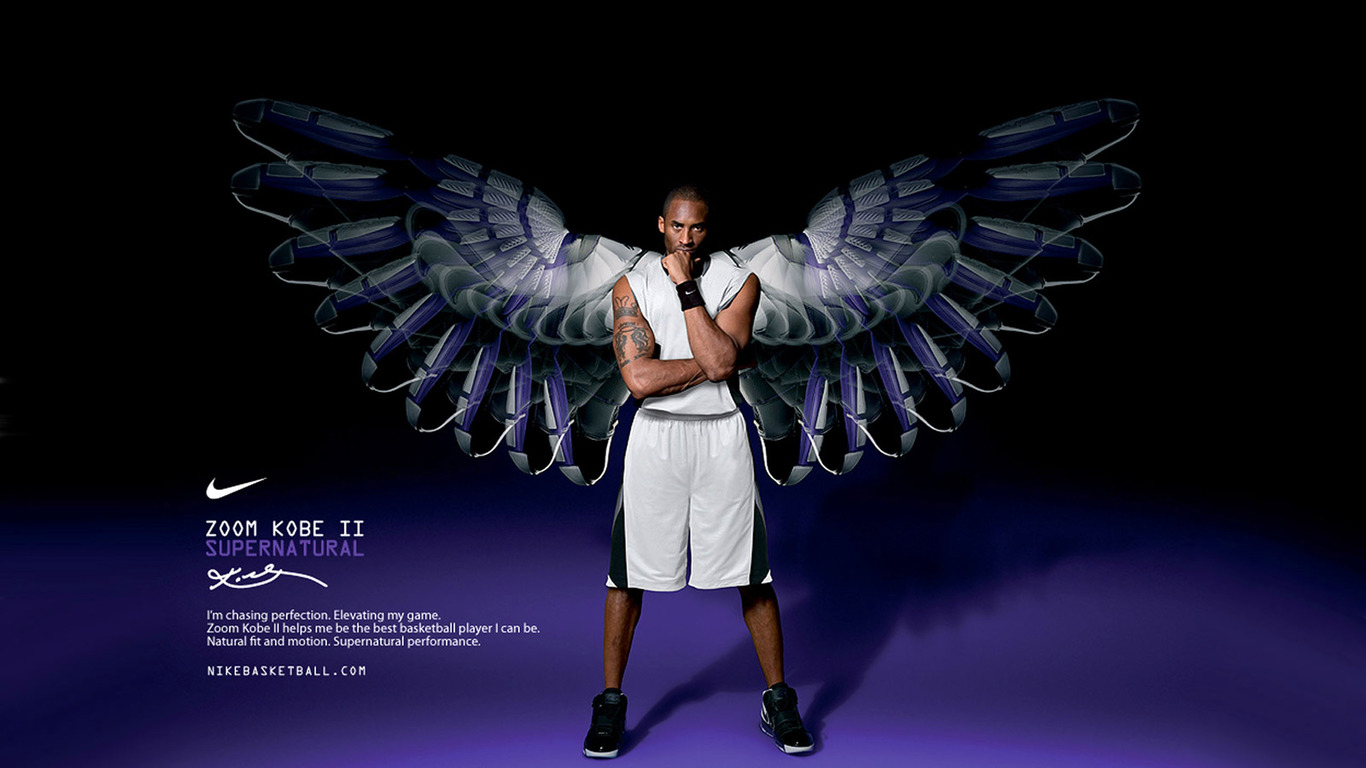 ZOOM KOBE II
SUPERNATURAL
I'm chasing perfection. Elevating my game.
Zoom Kobe II helps me be the best basketball player I can be.
Natural fit and motion. Supernatural performance.
NIKEBASKETBALL.COM